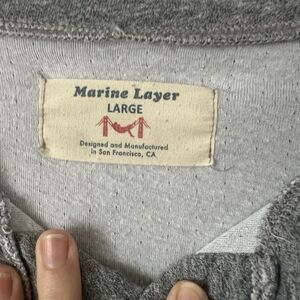 Marine Layer
LARGE
Designed and Manufactured
in San Francisco, CA